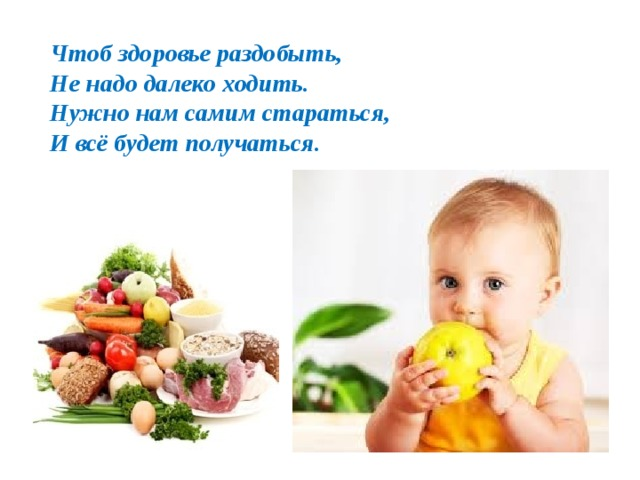 Чтоб здоровье раздобыть,
Не надо далеко ходить.
Нужно нам самим стараться,
И всё будет получаться.